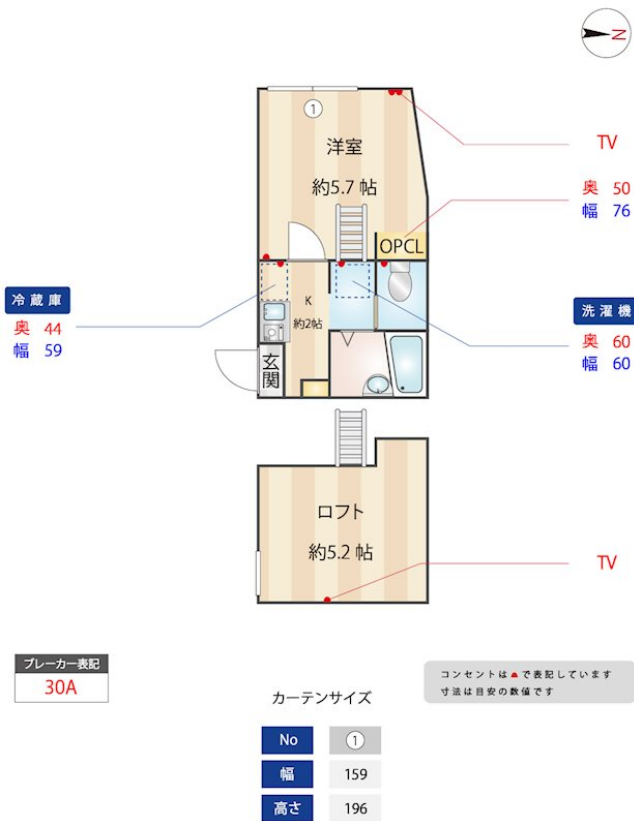 N
①
洋室
約5.7 帖
TV
奥 50
幅 76
OPCL
冷蔵庫
奥 44
幅 59
K
約2帖
洗濯機
奥 60
幅 60
玄関
ロフト
約5.2 帖
TV
ブレーカー表記
30A
コンセントは で表記しています
寸法は目安の数値です
カーテンサイズ
No ①
幅 159
高さ 196